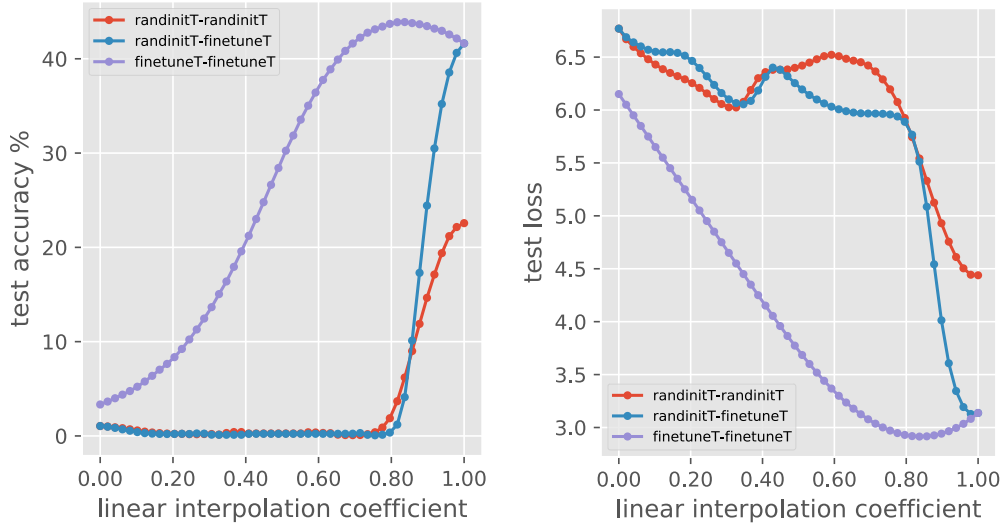 randinitT-randinitT
randinitT-finetuneT
finetuneT-finetuneT
test accuracy %
40
30
20
10
0
0.00 0.20 0.40 0.60 0.80 1.00
linear interpolation coefficient
test loss
6.5
6.0
5.5
5.0
4.5
4.0
3.5
3.0
randinitT-randinitT
randinitT-finetuneT
finetuneT-finetuneT
0.00 0.20 0.40 0.60 0.80 1.00
linear interpolation coefficient